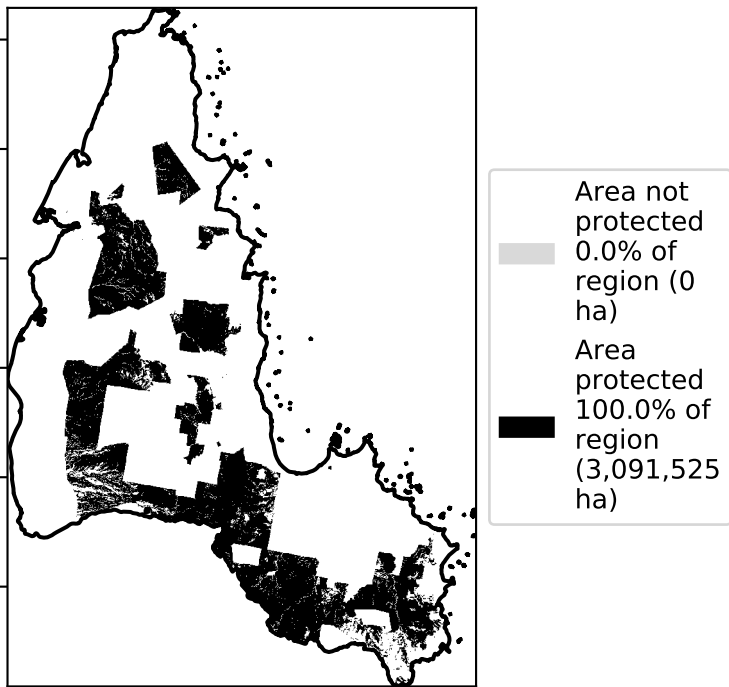 Area not
protected
0.0% of
region (0
ha)
Area
protected
100.0% of
region
(3,091,525
ha)